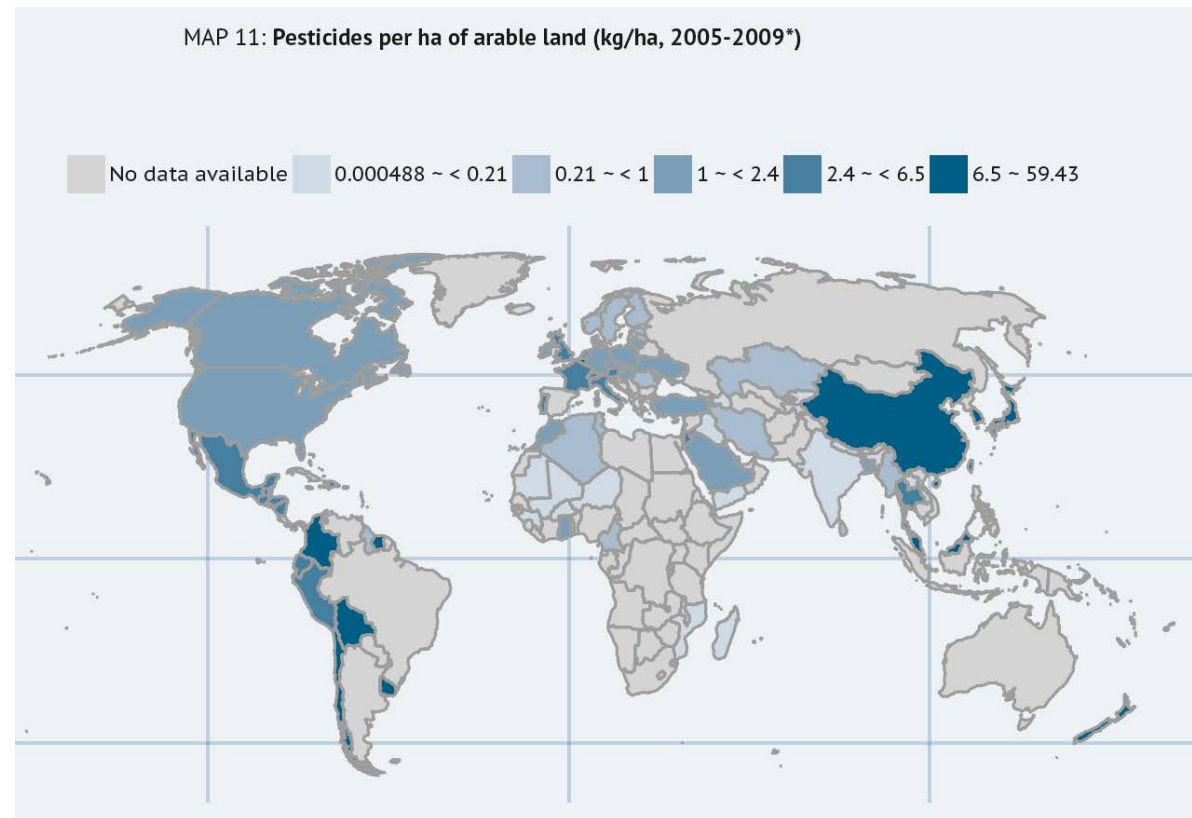 MAP 11: Pesticides per ha of arable land (kg/ha, 2005-2009*)
No data available 0.000488 ~ < 0.21 0.21 ~ < 1 1 ~ < 2.4 2.4 ~ < 6.5 6.5 ~ 59.43